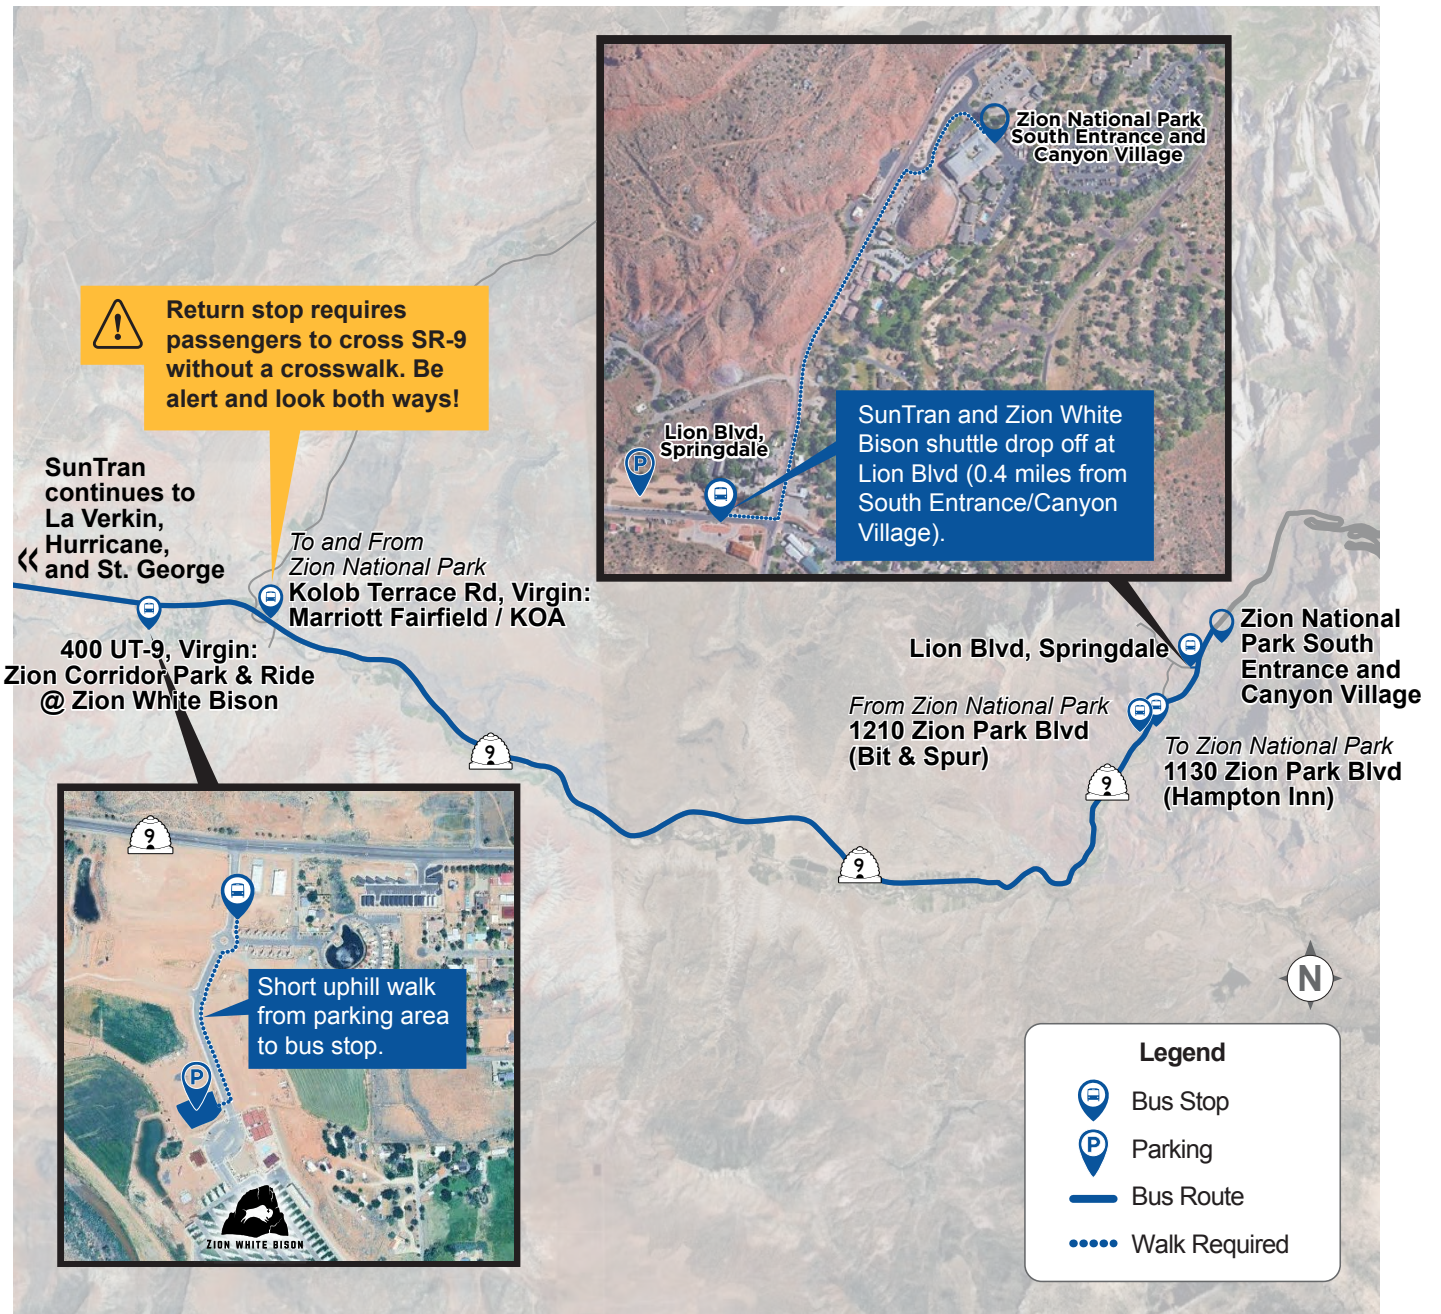 Zion National Park
South Entrance and
Canyon Village
Return stop requires
passengers to cross SR-9
without a crosswalk. Be
alert and look both ways!
SunTran and Zion White
Bison shuttle drop off at
Lion Blvd (0.4 miles from
South Entrance/Canyon
Village).
Lion Blvd,
Springdale
P
SunTran
continues to
La Verkin,
Hurricane,
and St. George
«
To and From
Zion National Park
Kolob Terrace Rd, Virgin:
Marriott Fairfield / KOA
400 UT-9, Virgin:
Zion Corridor Park & Ride
@ Zion White Bison
Lion Blvd, Springdale
Zion National
Park South
Entrance and
Canyon Village
From Zion National Park
1210 Zion Park Blvd
(Bit & Spur)
To Zion National Park
1130 Zion Park Blvd
(Hampton Inn)
9
9
9
9
Short uphill walk
from parking area
to bus stop.
P
ZION WHITE BISON
N
Legend
Bus Stop
P
Parking
Bus Route
Walk Required